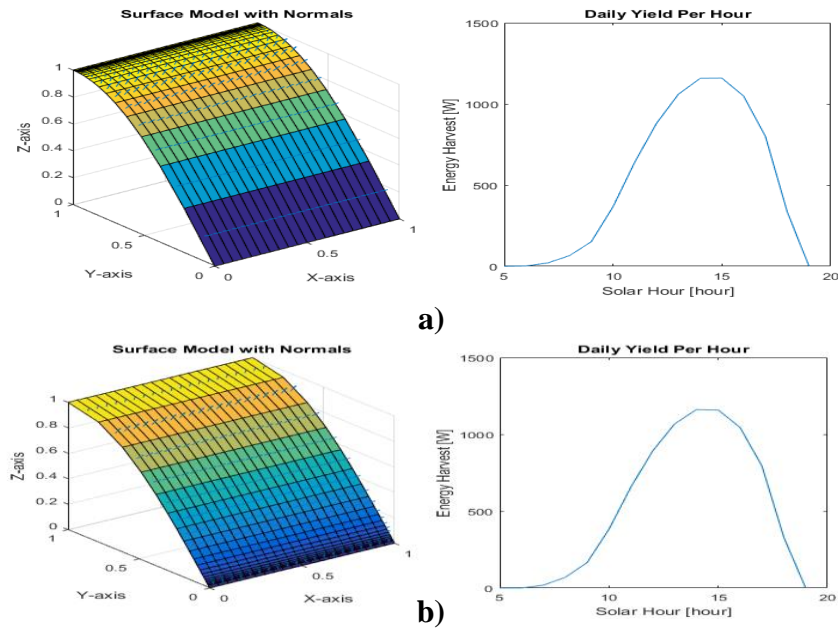 Surface Model with Normals
Z-axis
1
0.8
0.6
0.4
0.2
0
1
0.5
0
Y-axis
0
0.5
1
X-axis
Daily Yield Per Hour
Energy Harvest [W]
1500
1000
500
0
5
10
15
20
Solar Hour [hour]
a)
Surface Model with Normals
Z-axis
1
0.8
0.6
0.4
0.2
0
1
0.5
0
Y-axis
0
0.5
1
X-axis
Daily Yield Per Hour
Energy Harvest [W]
1500
1000
500
0
5
10
15
20
Solar Hour [hour]
b)